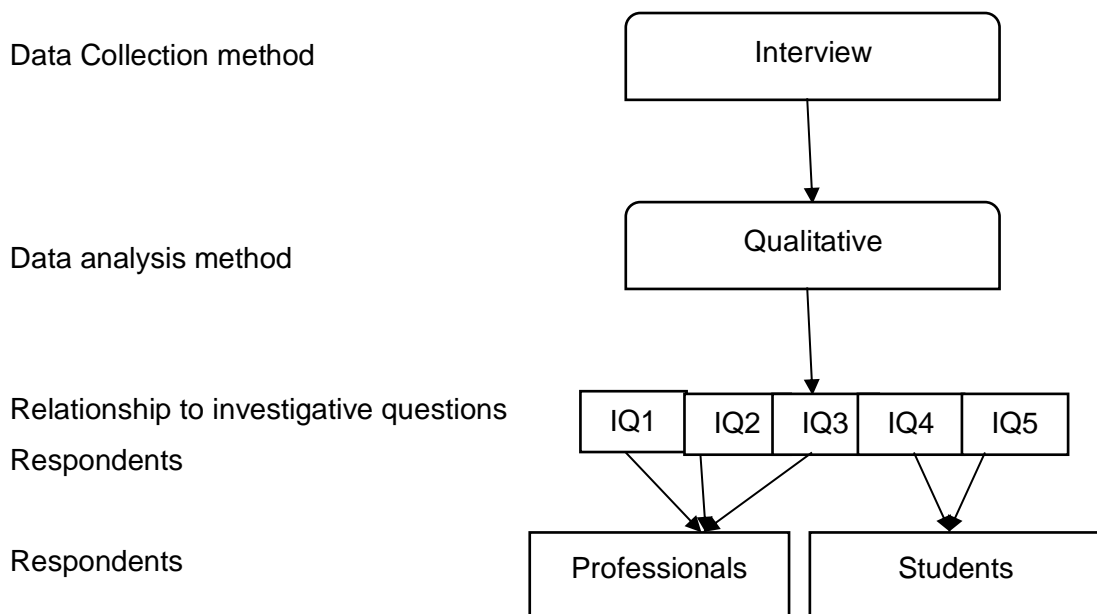 Data Collection method
Interview
Data analysis method
Qualitative
Relationship to investigative questions
IQ1 IQ2 IQ3 IQ4 IQ5
Respondents
Respondents
Professionals
Students